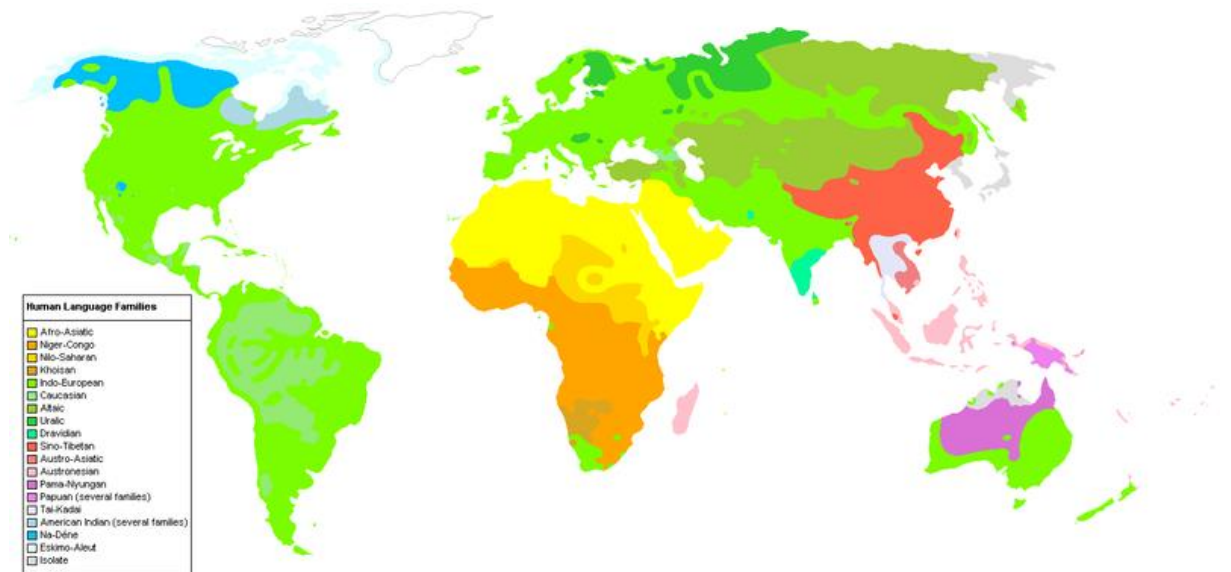 Human Language Families
Afro-Asiatic
Niger-Congo
Nilo-Saharan
Khoisan
Indo-European
Caucasian
Altaic
Uralic
Dravidian
Sino-Tibetan
Austro-Asiatic
Austronesian
Pama-Nyungan
Papuan (several families)
Tai-Kadai
American Indian (several families)
Na-Déne
Eskimo-Aleut
Isolate